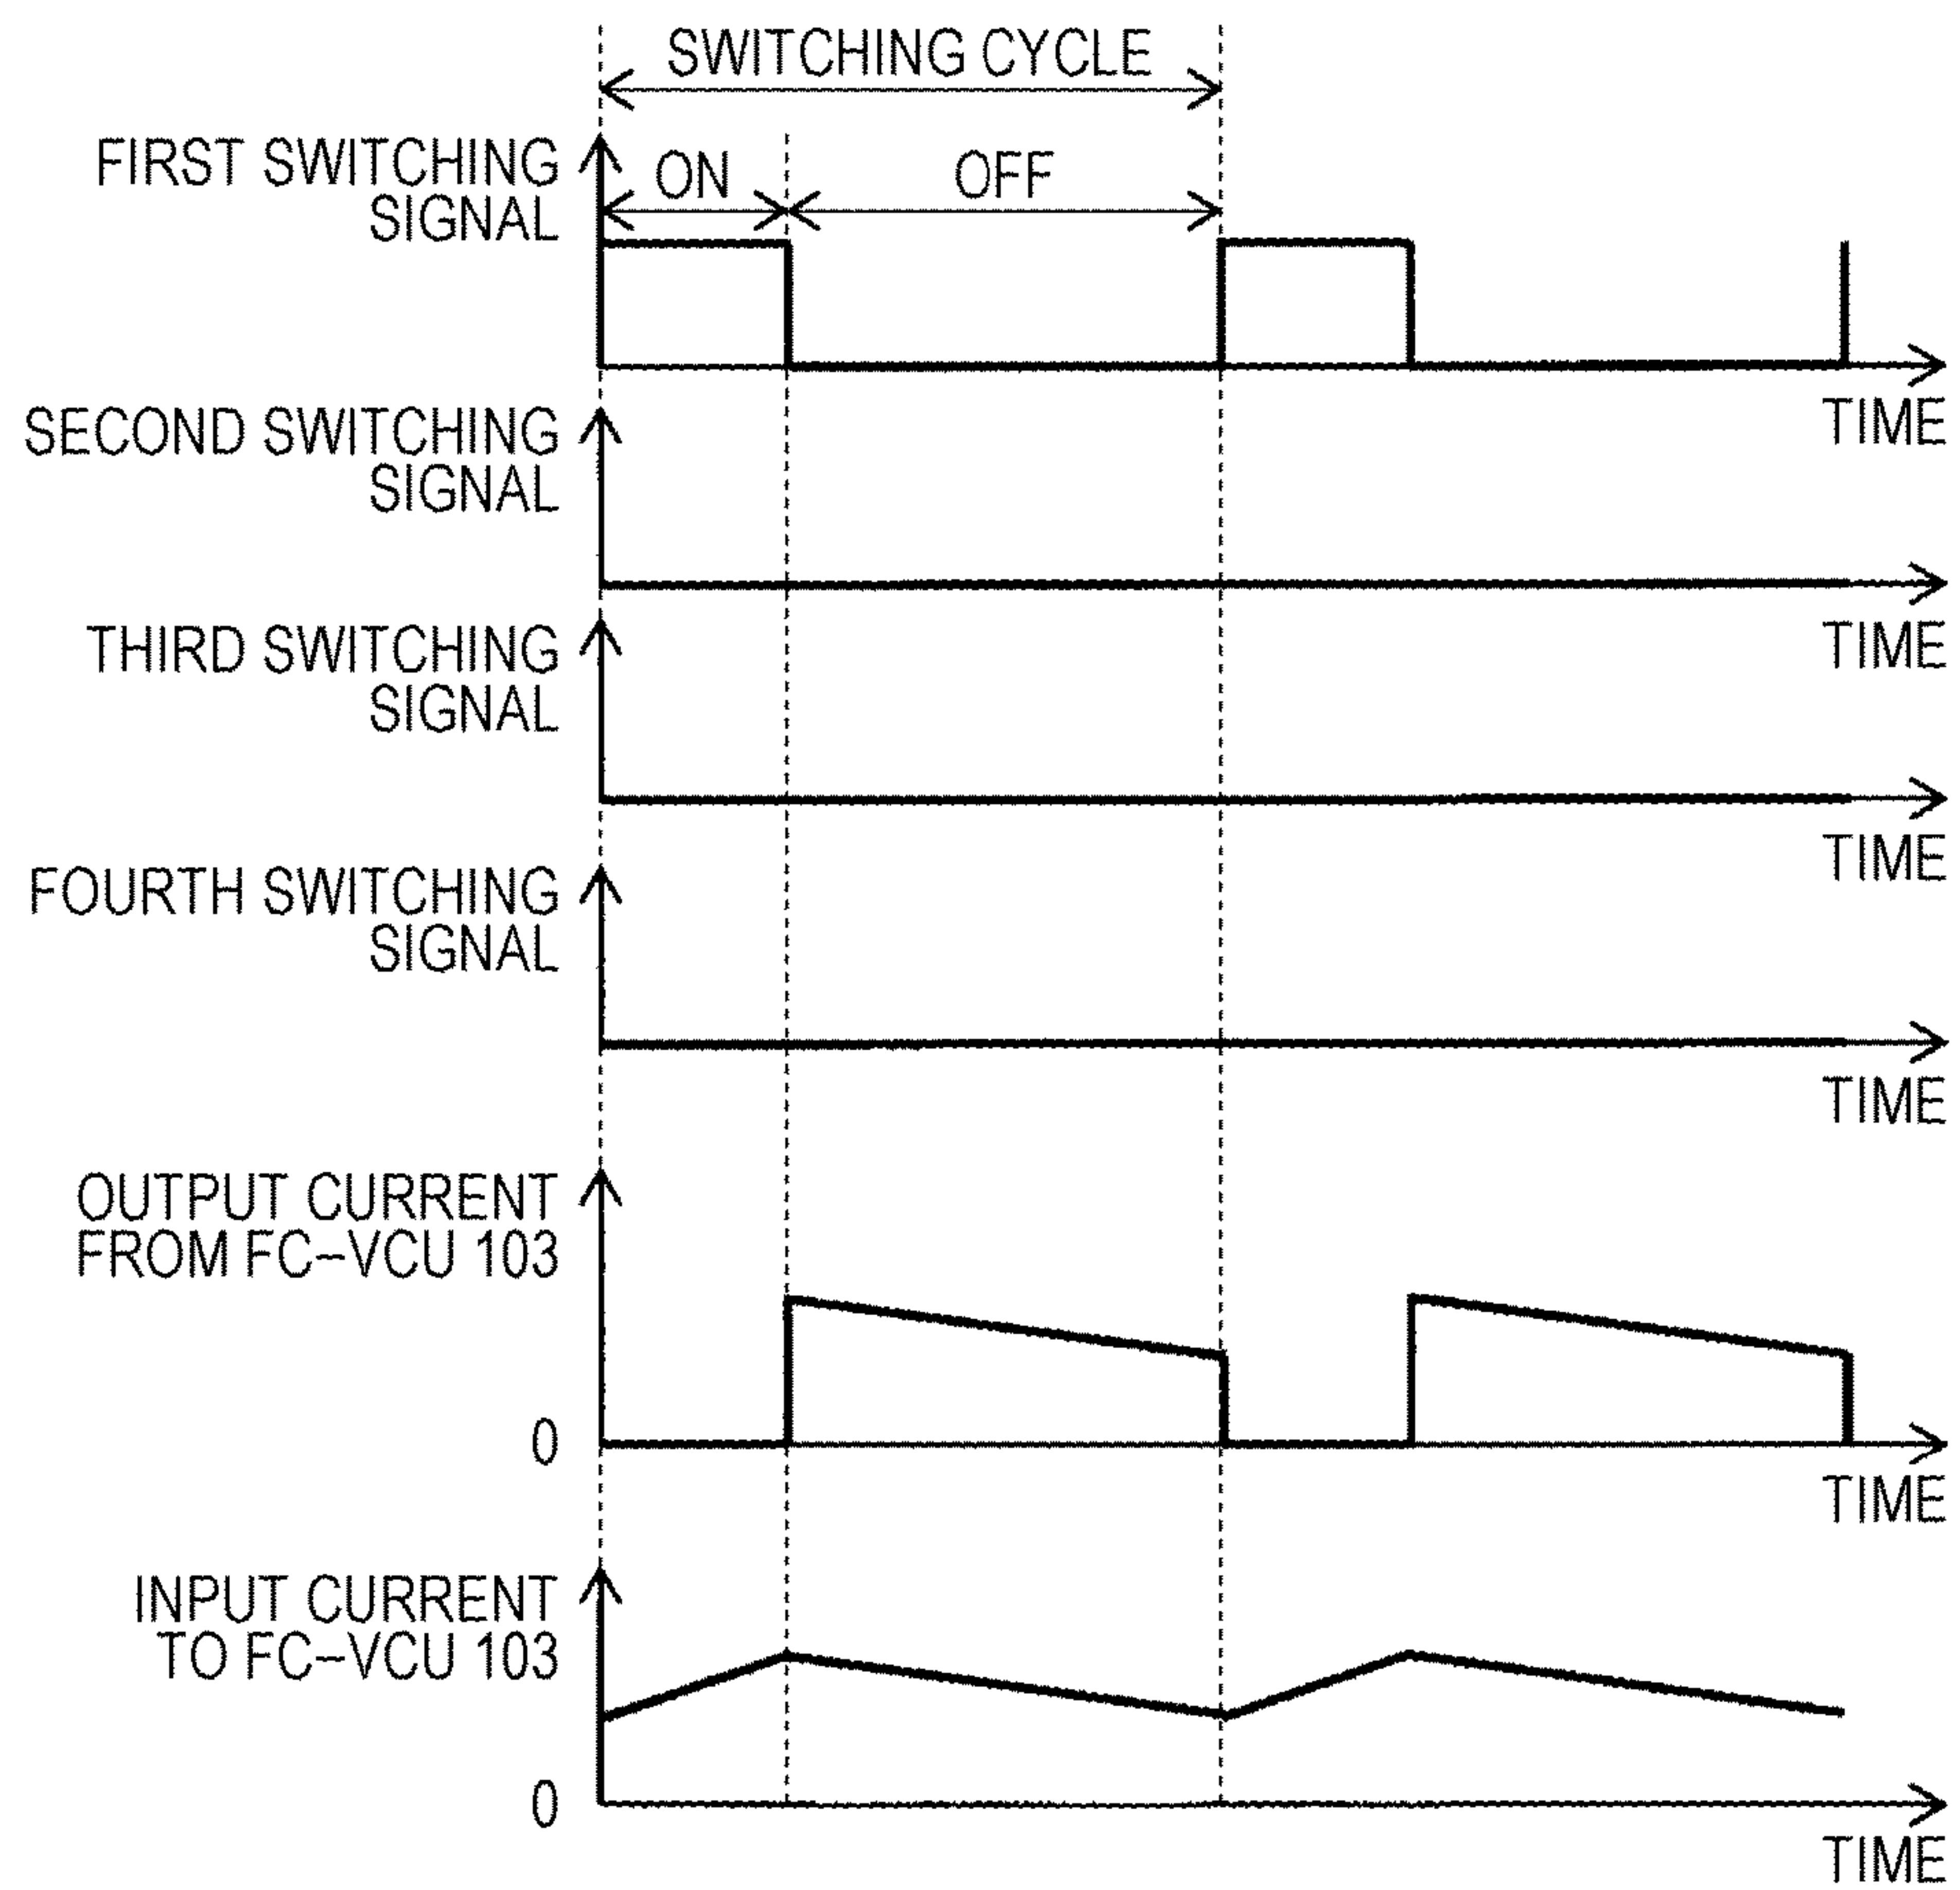 SWITCHING CYCLE
FIRST SWITCHING
SIGNAL
ON
OFF
TIME
SECOND SWITCHING
SIGNAL
TIME
THIRD SWITCHING
SIGNAL
TIME
FOURTH SWITCHING
SIGNAL
TIME
OUTPUT CURRENT
FROM FC-VCU 103
0
TIME
INPUT CURRENT
TO FC-VCU 103
0
TIME